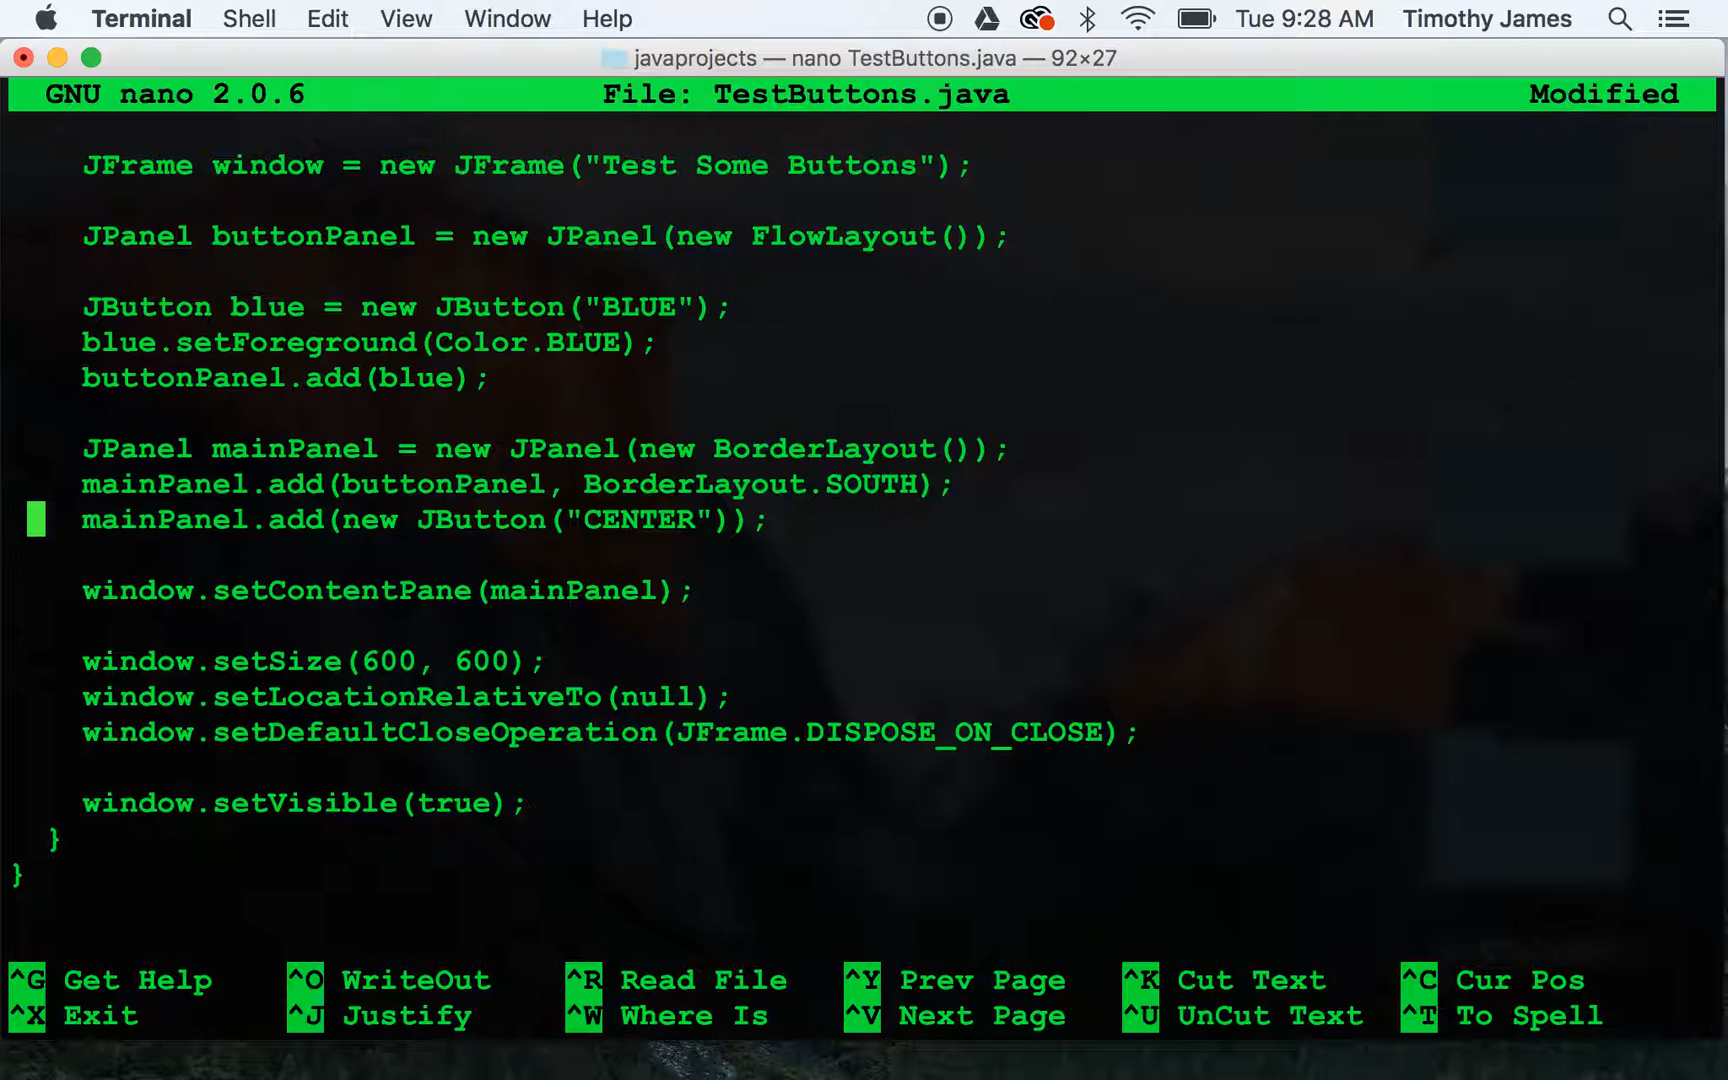 Terminal Shell Edit View Window Help Tue 9:28 AM Timothy James
javaprojects — nano TestButtons.java — 92×27
GNU nano 2.0.6 File: TestButtons.java Modified
JFrame window = new JFrame("Test Some Buttons");
JPanel buttonPanel = new JPanel(new FlowLayout());
JButton blue = new JButton("BLUE");
blue.setForeground(Color.BLUE);
buttonPanel.add(blue);
JPanel mainPanel = new JPanel(new BorderLayout());
mainPanel.add(buttonPanel, BorderLayout.SOUTH);
mainPanel.add(new JButton("CENTER"));
window.setContentPane(mainPanel);
window.setSize(600, 600);
window.setLocationRelativeTo(null);
window.setDefaultCloseOperation(JFrame.DISPOSE_ON_CLOSE);
window.setVisible(true);
}
}
^G Get Help ^O WriteOut ^R Read File ^Y Prev Page ^K Cut Text ^C Cur Pos
^X Exit ^J Justify ^W Where Is ^V Next Page ^U UnCut Text ^T To Spell